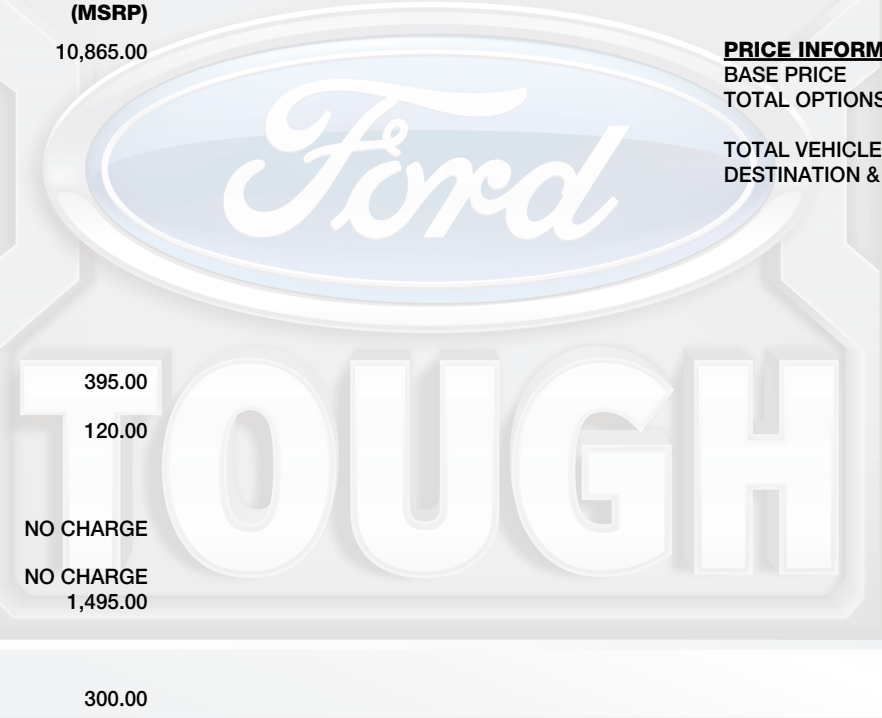 (MSRP)
10,865.00
PRICE INFORM
BASE PRICE
TOTAL OPTIONS
TOTAL VEHICLE
DESTINATION &
Ford
395.00
TOUGH
120.00
NO CHARGE
NO CHARGE
1,495.00
300.00